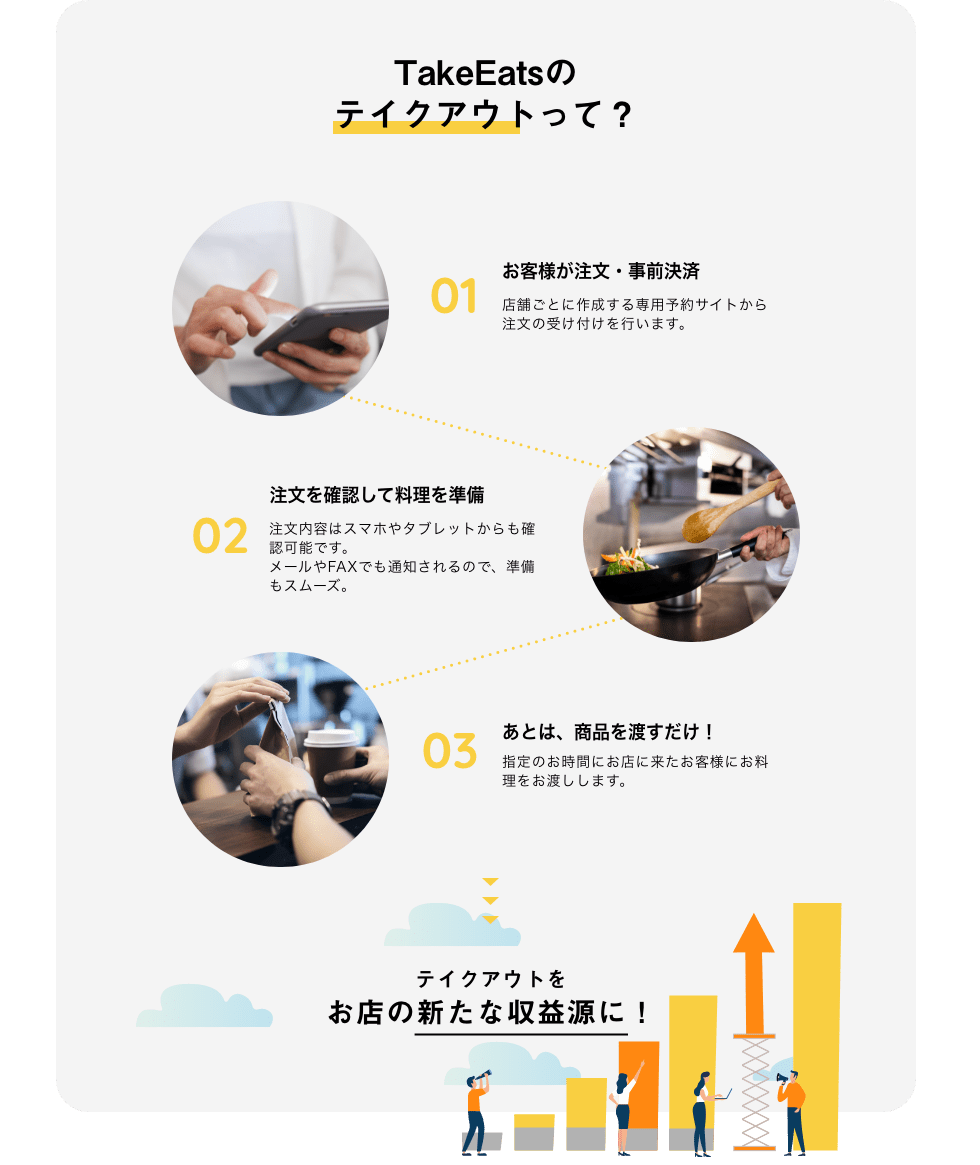 TakeEatsの
テイクアウトって？
01
お客様が注文・事前決済
店舗ごとに作成する専用予約サイトから
注文の受け付けを行います。
02
注文を確認して料理を準備
注文内容はスマホやタブレットからも確
認可能です。
メールやFAXでも通知されるので、準備
もスムーズ。
03
あとは、商品を渡すだけ！
指定のお時間にお店に来たお客様にお料
理をお渡しします。
テイクアウトを
お店の新たな収益源に！